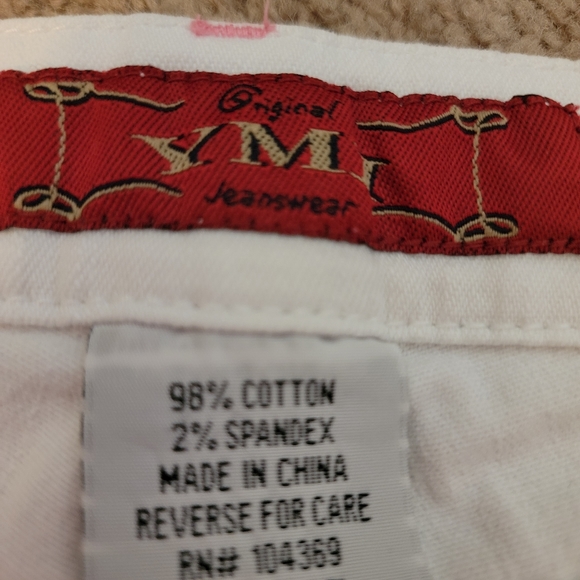 Original
YMI
Jeanswear
98% COTTON
2% SPANDEX
MADE IN CHINA
REVERSE FOR CARE
RN# 104369